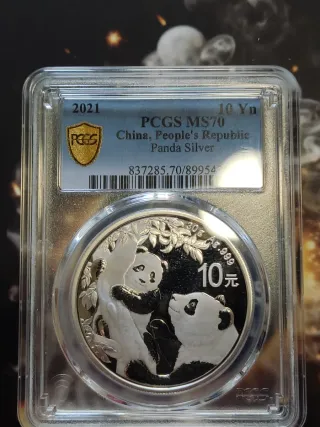 2021 10 Yn
PCGS MS70
China, People's Republic
Panda Silver
837285.70/89954
PCGS
10元